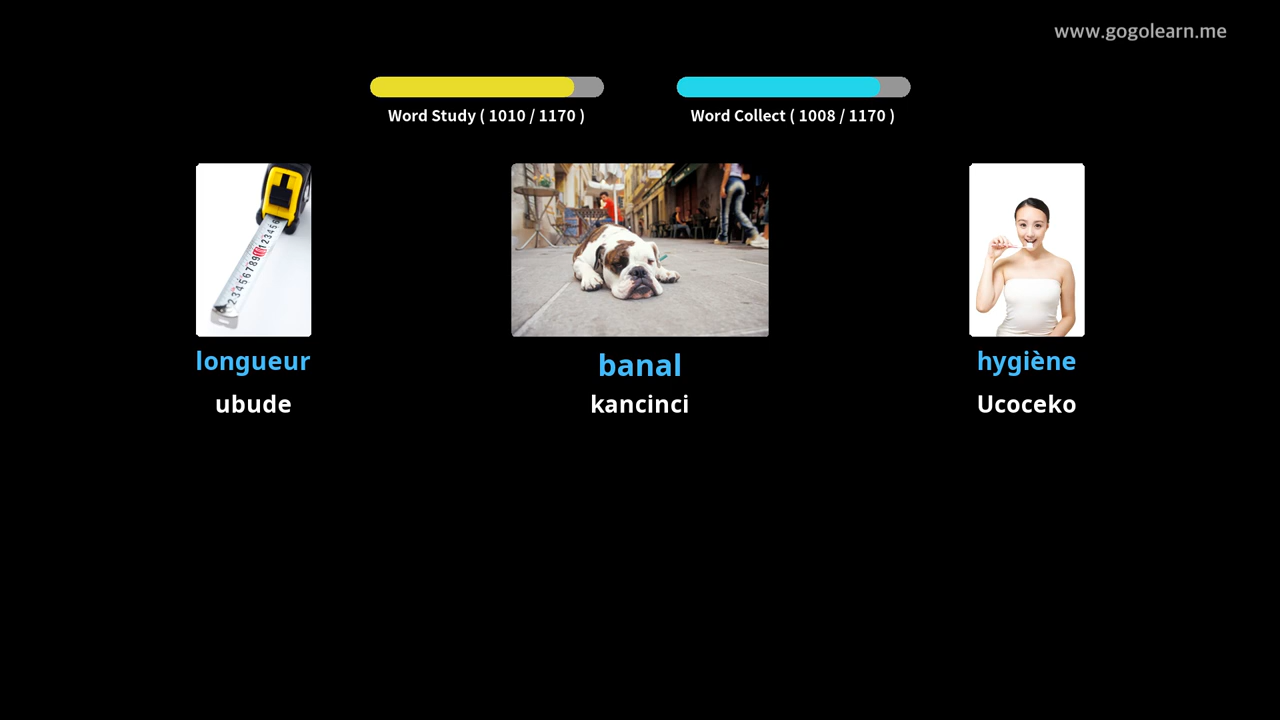 www.gogolearn.me
Word Study ( 1010 / 1170 )
Word Collect ( 1008 / 1170 )
longueur
ubude
banal
kancinci
hygiène
Ucoceko